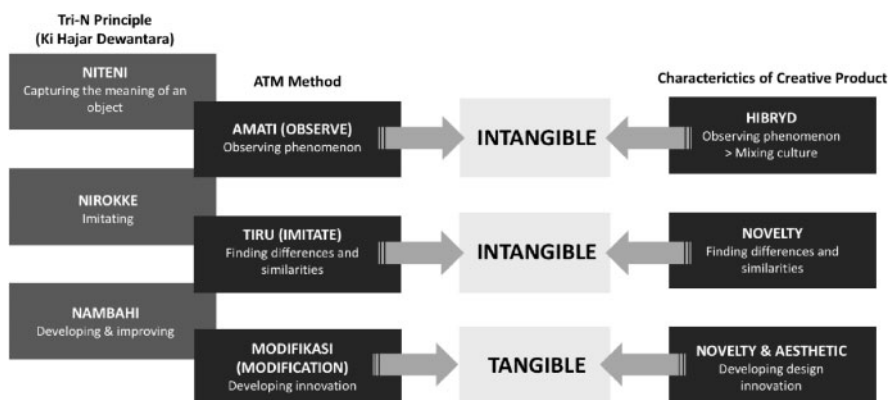 Tri-N Principle
(Ki Hajar Dewantara)
NITENI
Capturing the meaning of an
object
NIROKKE
Imitating
NAMBAHI
Developing & improving
ATM Method
AMATI (OBSERVE)
Observing phenomenon
TIRU (IMITATE)
Finding differences and
similarities
MODIFIKASI
(MODIFICATION)
Developing innovation
INTANGIBLE
INTANGIBLE
TANGIBLE
Characterictics of Creative Product
HIBRYD
Observing phenomenon
> Mixing culture
NOVELTY
Finding differences and
similarities
NOVELTY & AESTHETIC
Developing design
innovation